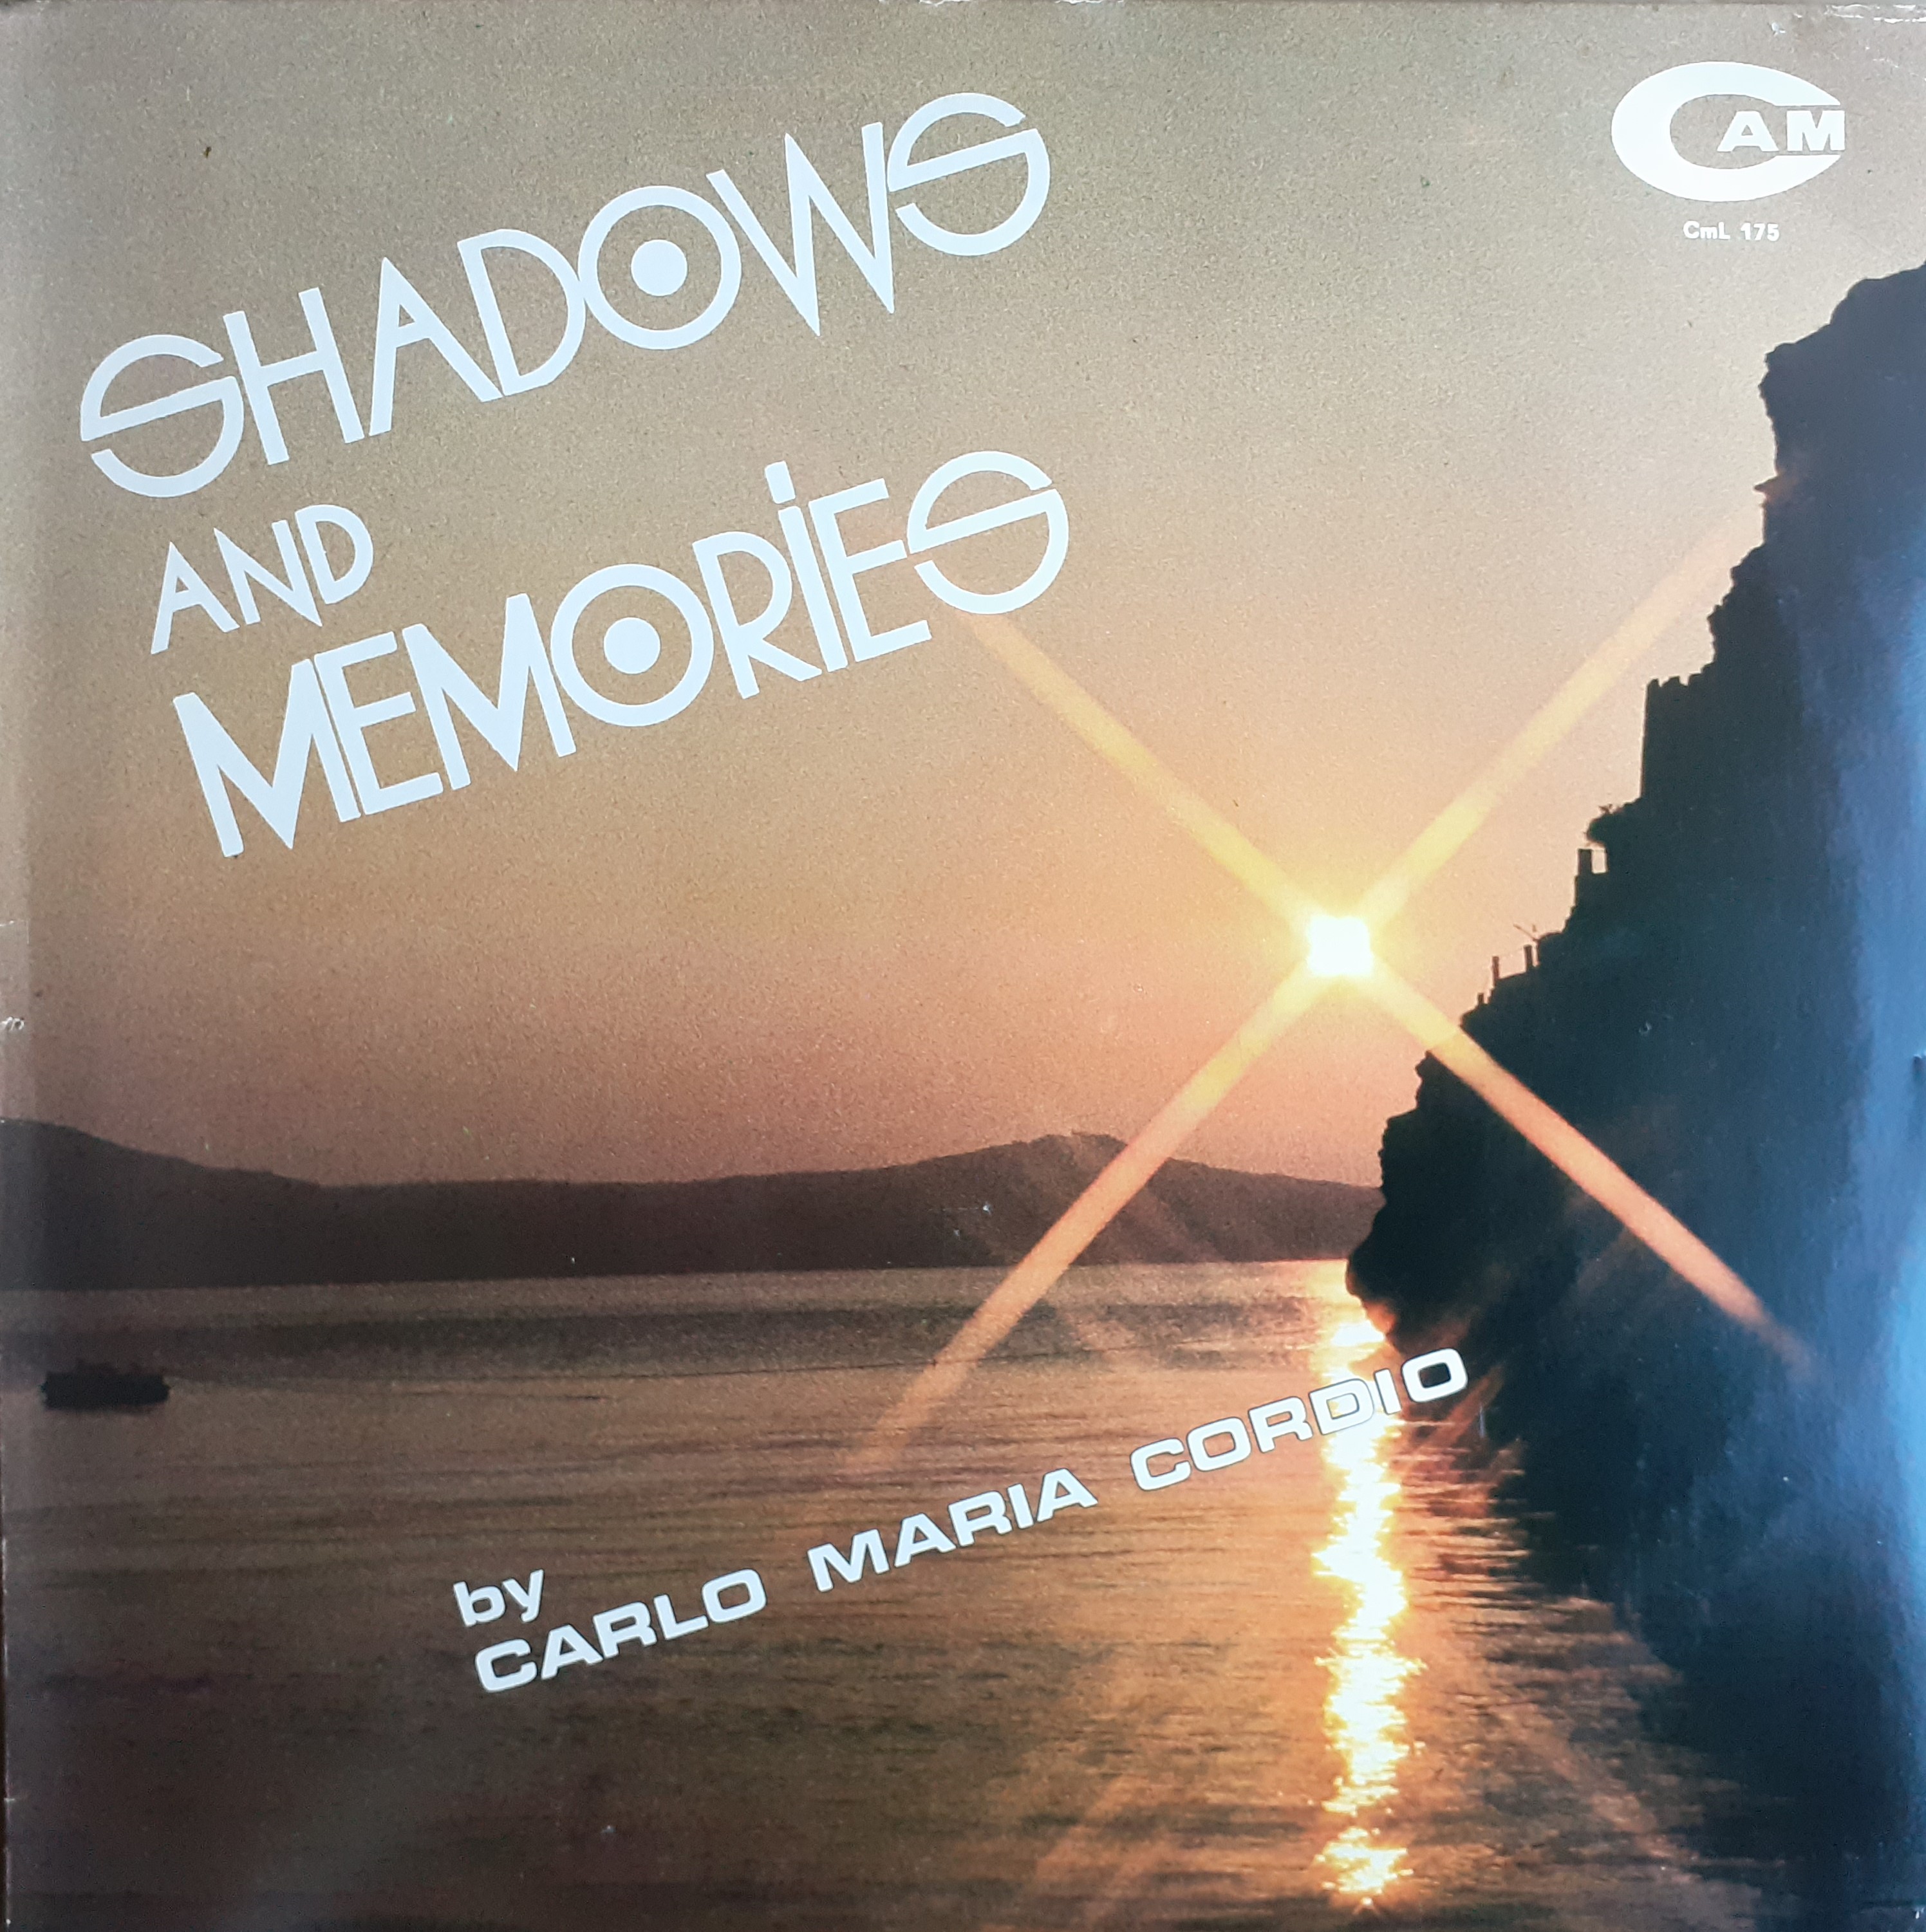 CAM
CmL 175
SHADOWS
AND
MEMORiES
by
CARLO MARIA CORDIO